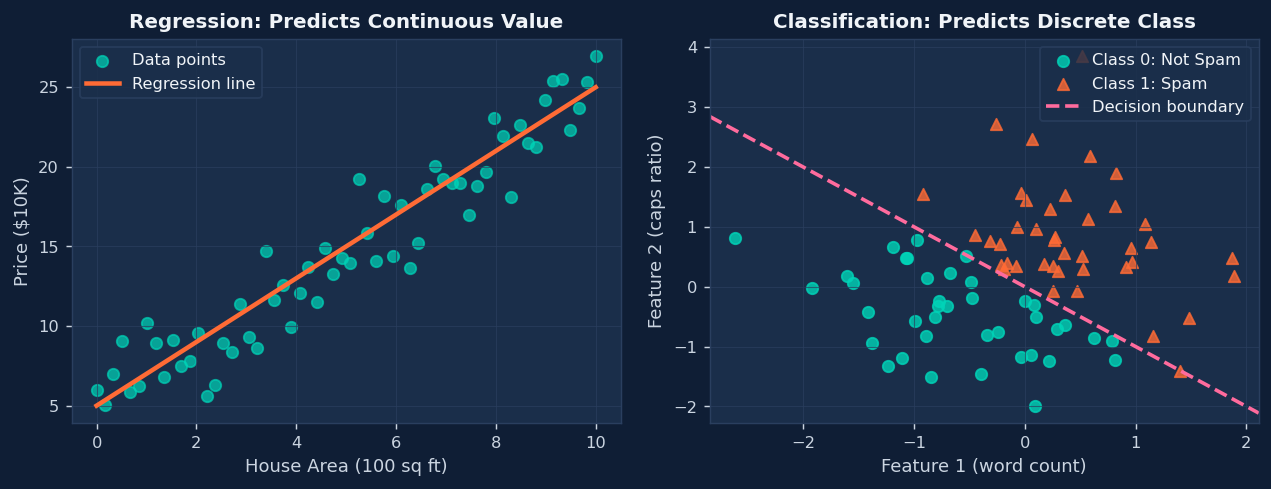 Regression: Predicts Continuous Value
Data points
Regression line
25
20
15
10
5
Price ($10K)
0
2
4
6
8
10
House Area (100 sq ft)
Classification: Predicts Discrete Class
Class 0: Not Spam
Class 1: Spam
Decision boundary
4
3
2
1
0
−1
−2
Feature 2 (caps ratio)
−2
−1
0
1
2
Feature 1 (word count)